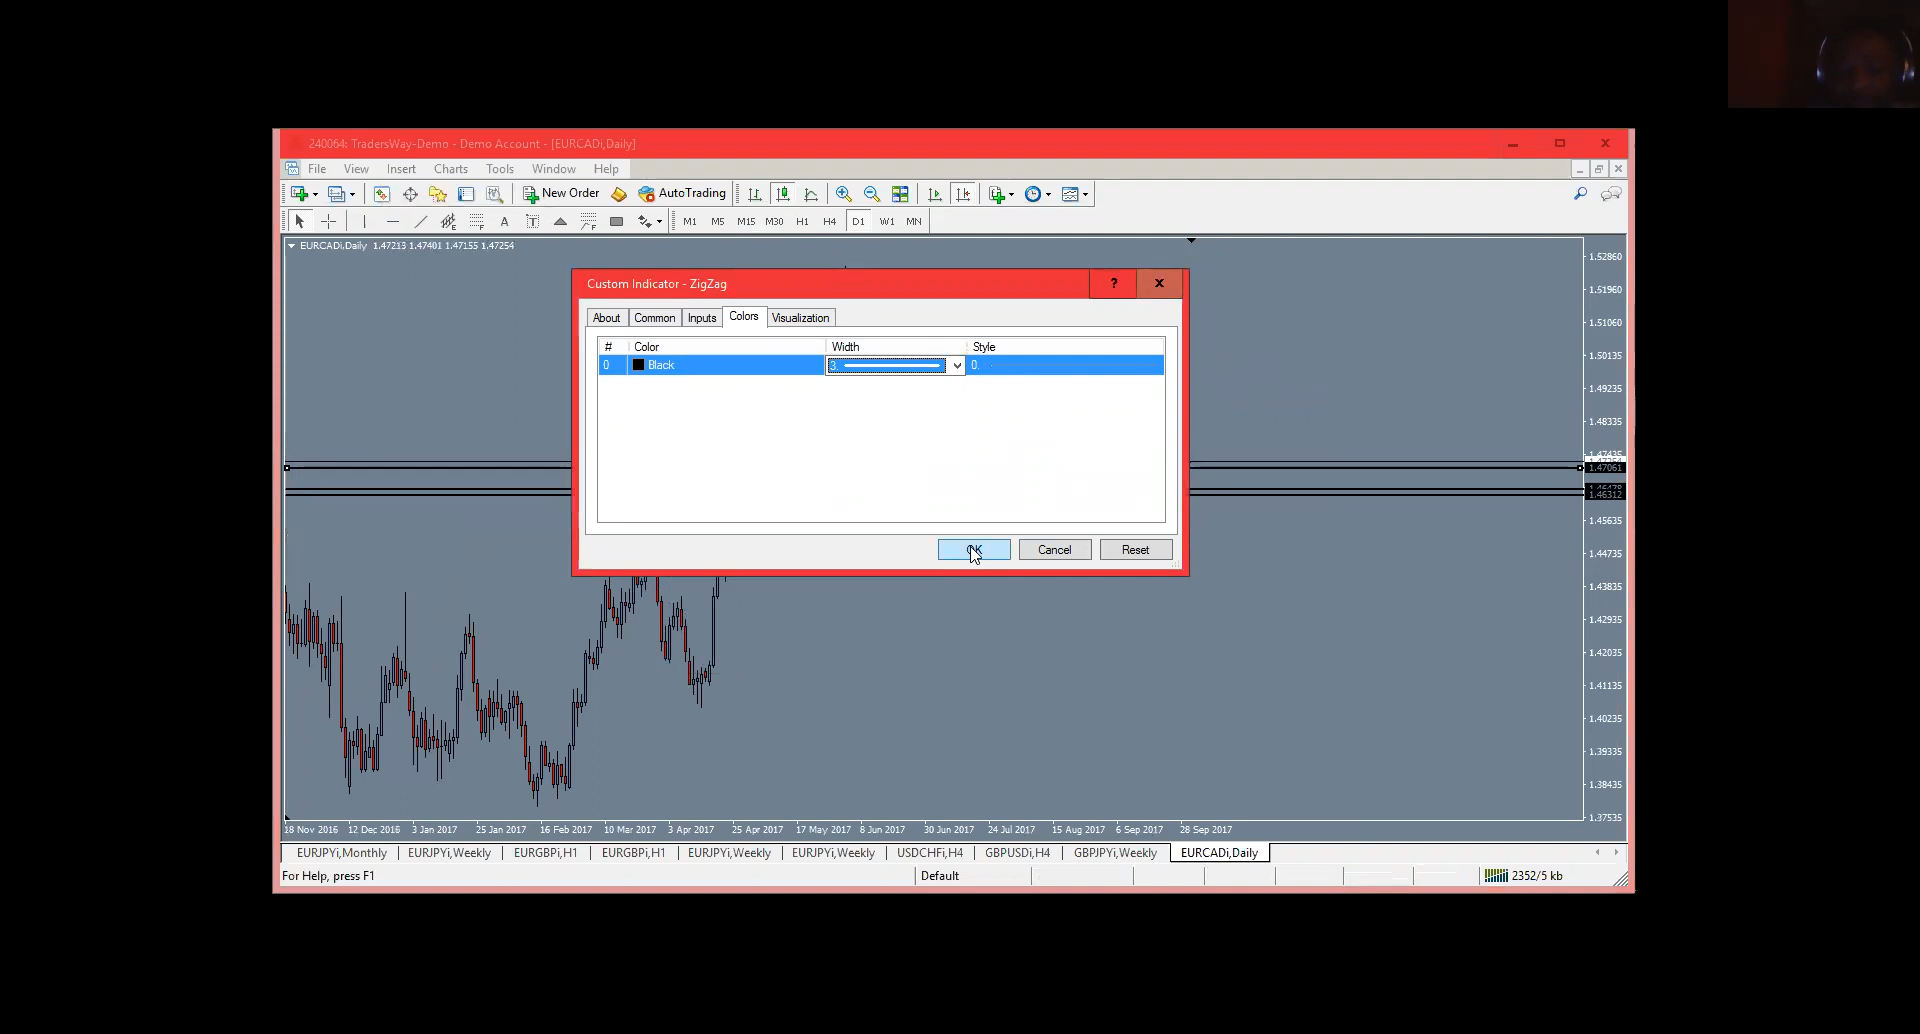 240064: TradersWay-Demo - Demo Account - [EURCADi,Daily]
File View Insert Charts Tools Window Help
New Order AutoTrading
A T F F M1 M5 M15 M30 H1 H4 D1 W1 MN
EURCADi,Daily 1.47213 1.47401 1.47155 1.47254
Custom Indicator - ZigZag
? X
About Common Inputs Colors Visualization
# Color Width Style
0 Black 3. 0.
OK Cancel Reset
1.52860
1.51960
1.51060
1.50135
1.49235
1.48335
1.47435
1.47061
1.46312
1.45635
1.44735
1.43835
1.42935
1.42035
1.41135
1.40235
1.39335
1.38435
1.37535
18 Nov 2016 12 Dec 2016 3 Jan 2017 25 Jan 2017 16 Feb 2017 10 Mar 2017 3 Apr 2017 25 Apr 2017 17 May 2017 8 Jun 2017 30 Jun 2017 24 Jul 2017 15 Aug 2017 6 Sep 2017 28 Sep 2017
EURJPYi,Monthly EURJPYi,Weekly EURGBPi,H1 EURGBPi,H1 EURJPYi,Weekly EURJPYi,Weekly USDCHFi,H4 GBPUSDi,H4 GBPJPYi,Weekly EURCADi,Daily
For Help, press F1 Default 2352/5 kb